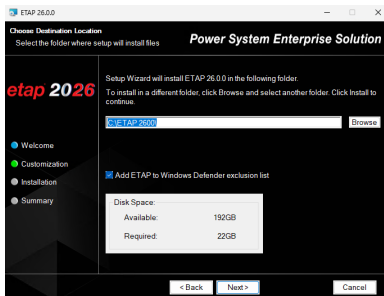 ETAP 26.0.0
Choose Destination Location
Select the folder where setup will install files
Power System Enterprise Solution
etap 2026
Setup Wizard will install ETAP 26.0.0 in the following folder.
To install in a different folder, click Browse and select another folder. Click Install to
continue.
C:\ETAP 2600\
Browse
Welcome
Customization
Installation
Summary
Add ETAP to Windows Defender exclusion list
Disk Space:
Available: 192GB
Required: 22GB
< Back
Next >
Cancel